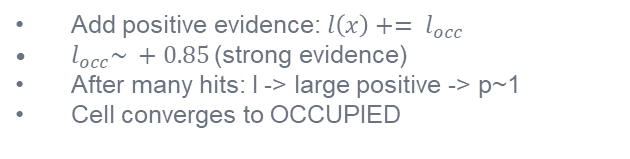 • Add positive evidence: l(x) += l_occ
• l_occ~ + 0.85 (strong evidence)
• After many hits: l -> large positive -> p~1
• Cell converges to OCCUPIED